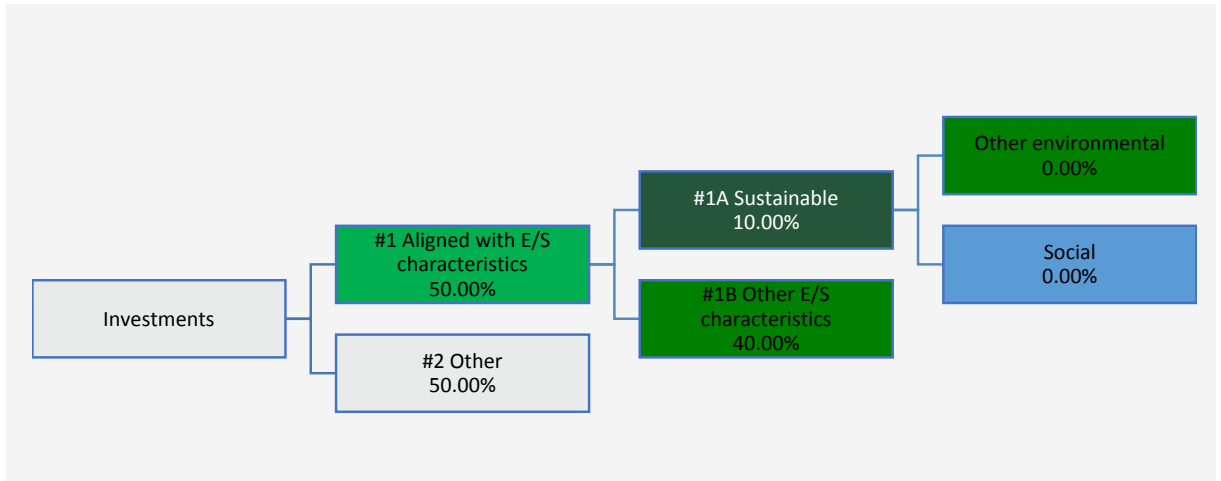 Investments
#1 Aligned with E/S
characteristics
50.00%
#2 Other
50.00%
#1A Sustainable
10.00%
#1B Other E/S
characteristics
40.00%
Other environmental
0.00%
Social
0.00%